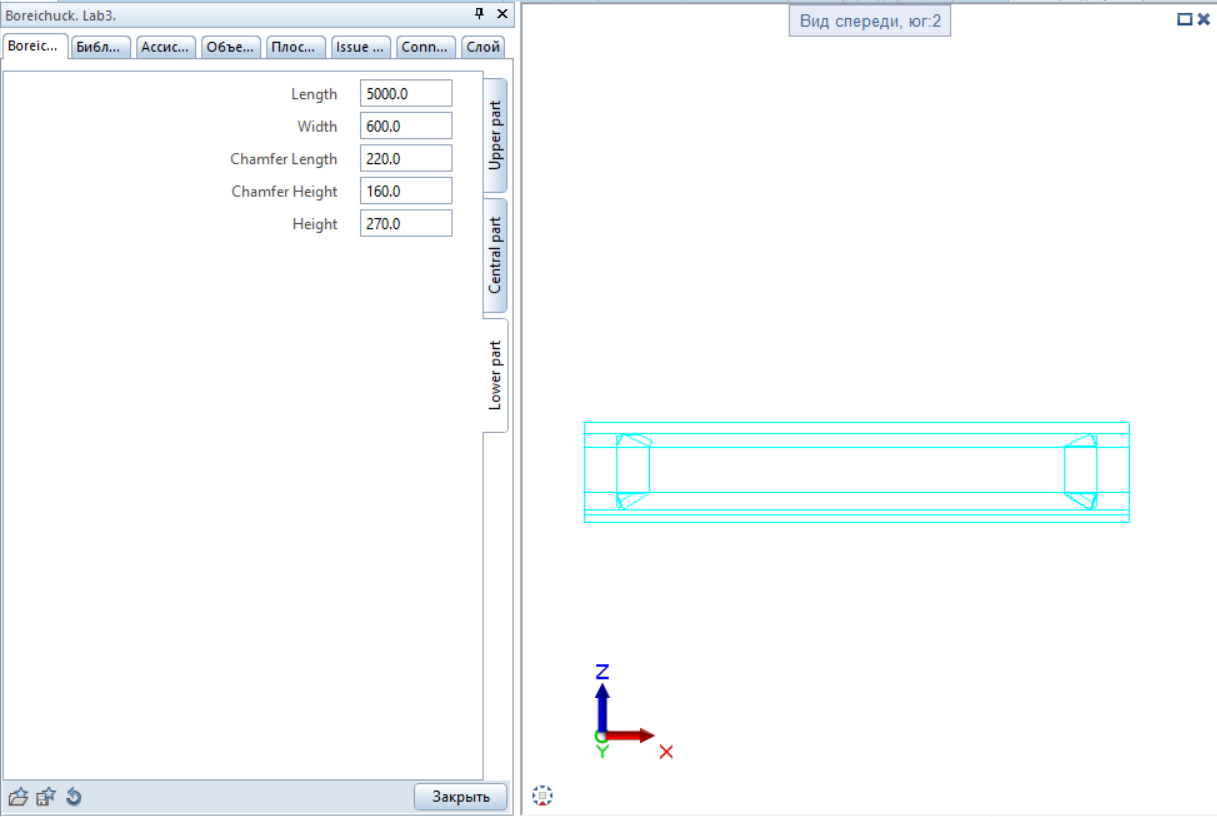 Boreichuck. Lab3.
Boreic... Библ... Ассис... Объе... Плос... Issue ... Conn... Слой
Length 5000.0
Width 600.0
Chamfer Length 220.0
Chamfer Height 160.0
Height 270.0
Upper part
Central part
Lower part
Закрыть
Вид спереди, юг:2
Z
Y
X